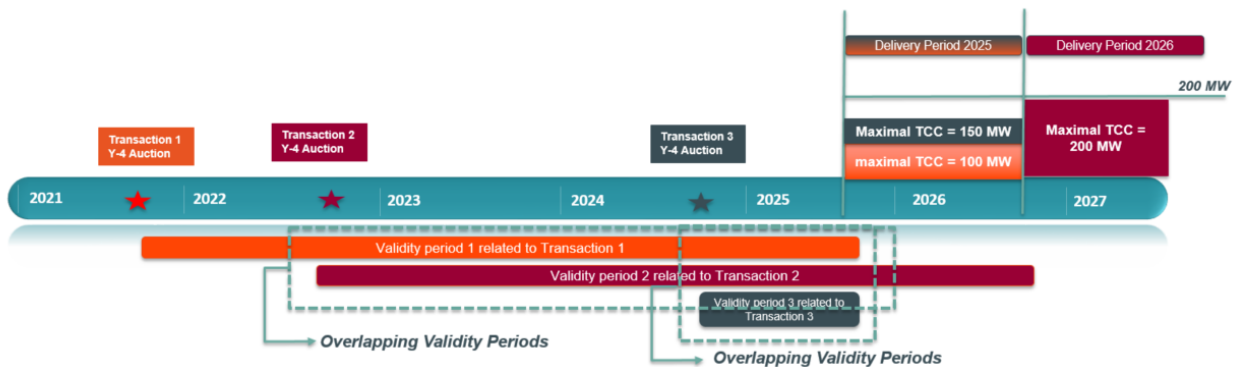 Delivery Period 2025
Delivery Period 2026
200 MW
Transaction 1
Y-4 Auction
Transaction 2
Y-4 Auction
Transaction 3
Y-4 Auction
Maximal TCC = 150 MW
maximal TCC = 100 MW
Maximal TCC =
200 MW
2021
2022
2023
2024
2025
2026
2027
Validity period 1 related to Transaction 1
Validity period 2 related to Transaction 2
Validity period 3 related to
Transaction 3
Overlapping Validity Periods
Overlapping Validity Periods